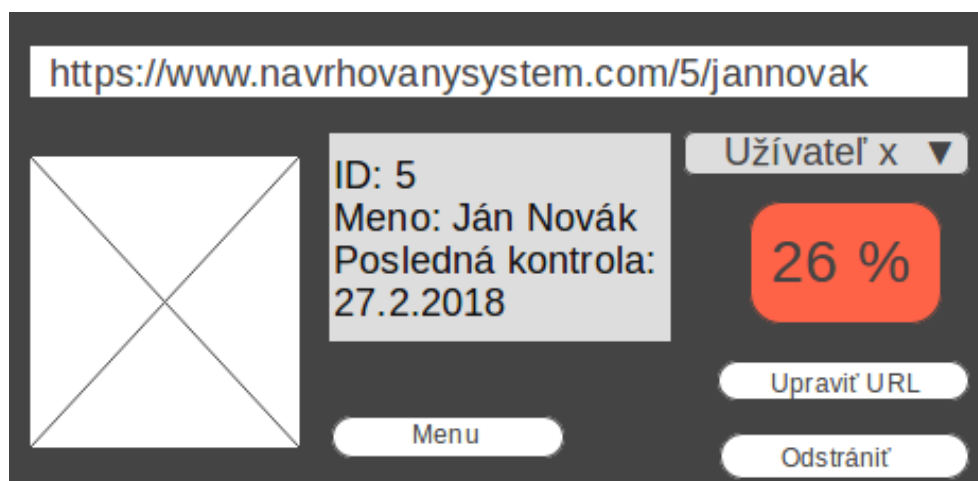 https://www.navrhovanysystem.com/5/jannovak
Užívateľ x ▼
ID: 5
Meno: Ján Novák
Posledná kontrola:
27.2.2018
26 %
Upraviť URL
Menu
Odstrániť